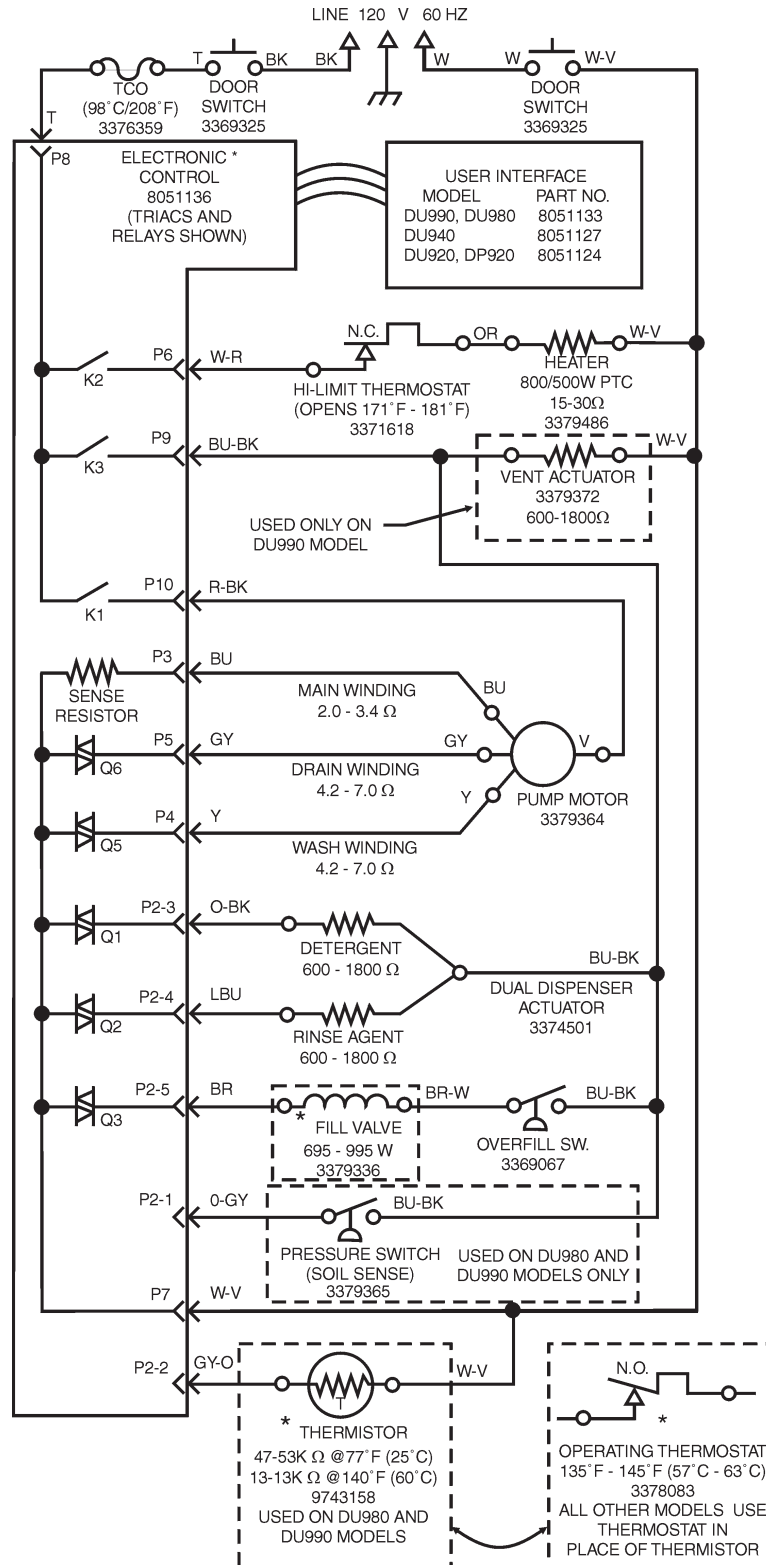 LINE 120 V 60 HZ
T
BK
BK
W
W
W-V
TCO
(98°C/208°F)
3376359
DOOR
SWITCH
3369325
DOOR
SWITCH
3369325
T
P8
ELECTRONIC *
CONTROL
8051136
(TRIACS AND
RELAYS SHOWN)
USER INTERFACE
MODEL PART NO.
DU990, DU980 8051133
DU940 8051127
DU920, DP920 8051124
K2
P6
W-R
N.C.
OR
W-V
HI-LIMIT THERMOSTAT
(OPENS 171°F - 181°F)
3371618
HEATER
800/500W PTC
15-30Ω
3379486
K3
P9
BU-BK
W-V
VENT ACTUATOR
3379372
600-1800Ω
USED ONLY ON
DU990 MODEL
K1
P10
R-BK
SENSE
RESISTOR
P3
BU
MAIN WINDING
2.0 - 3.4 Ω
BU
Q6
P5
GY
GY
V
DRAIN WINDING
4.2 - 7.0 Ω
PUMP MOTOR
3379364
Q5
P4
Y
Y
WASH WINDING
4.2 - 7.0 Ω
Q1
P2-3
O-BK
DETERGENT
600 - 1800 Ω
BU-BK
DUAL DISPENSER
ACTUATOR
3374501
Q2
P2-4
LBU
RINSE AGENT
600 - 1800 Ω
Q3
P2-5
BR
* FILL VALVE
695 - 995 W
3379336
BR-W
BU-BK
OVERFILL SW.
3369067
P2-1
0-GY
BU-BK
PRESSURE SWITCH
(SOIL SENSE)
3379365
USED ON DU980 AND
DU990 MODELS ONLY
P7
W-V
P2-2
GY-O
T
W-V
* THERMISTOR
47-53K Ω @77°F (25°C)
13-13K Ω @140°F (60°C)
9743158
USED ON DU980 AND
DU990 MODELS
N.O.
*
OPERATING THERMOSTAT
135°F - 145°F (57°C - 63°C)
3378083
ALL OTHER MODELS USE
THERMOSTAT IN
PLACE OF THERMISTOR